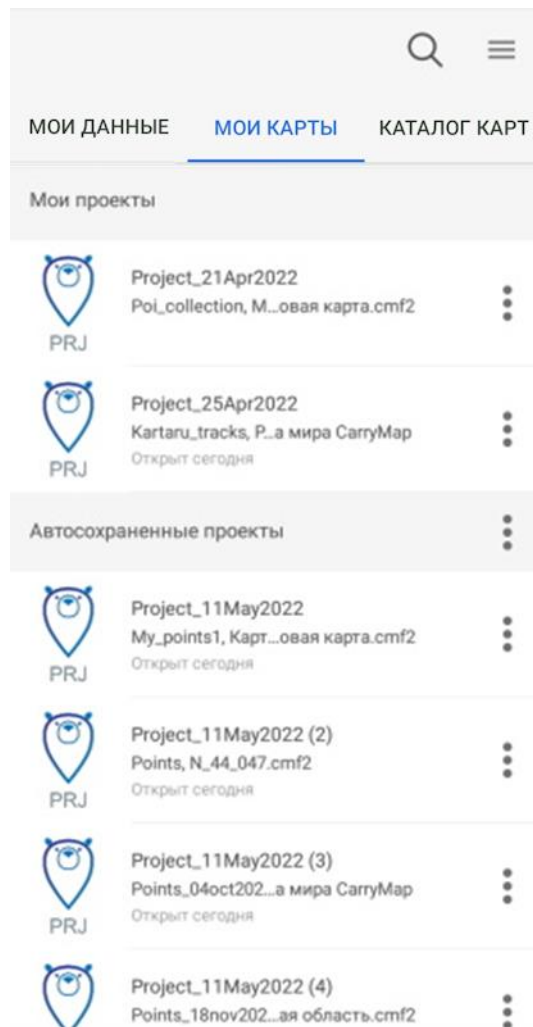 МОИ ДАННЫЕ МОИ КАРТЫ КАТАЛОГ КАРТ
Мои проекты
Project_21Apr2022
Poi_collection, M...овая карта.cmf2
PRJ
Project_25Apr2022
Kartaru_tracks, P...а мира CarryMap
Открыт сегодня
PRJ
Автосохраненные проекты
Project_11May2022
My_points1, Карт...овая карта.cmf2
Открыт сегодня
PRJ
Project_11May2022 (2)
Points, N_44_047.cmf2
Открыт сегодня
PRJ
Project_11May2022 (3)
Points_04oct202...а мира CarryMap
Открыт сегодня
PRJ
Project_11May2022 (4)
Points_18nov202...ая область.cmf2